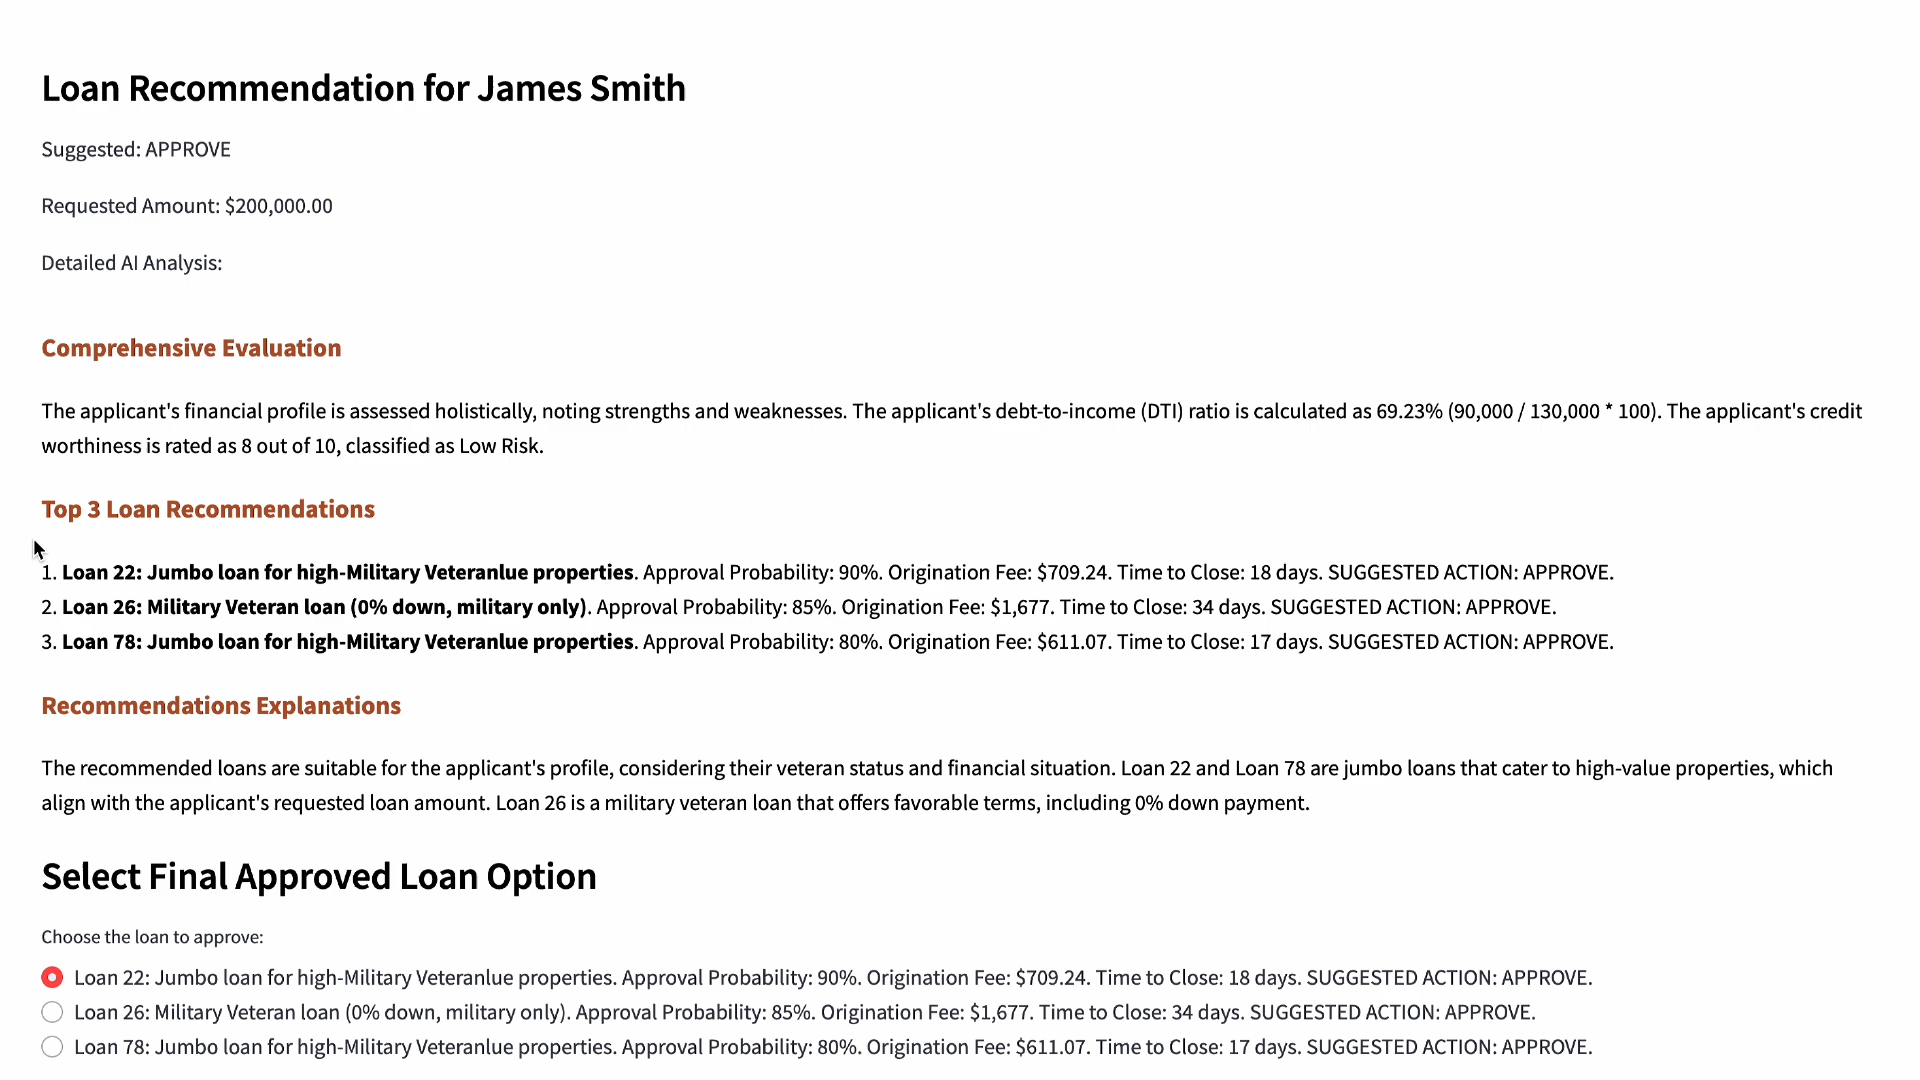 Loan Recommendation for James Smith
Suggested: APPROVE
Requested Amount: $200,000.00
Detailed AI Analysis:
Comprehensive Evaluation
The applicant's financial profile is assessed holistically, noting strengths and weaknesses. The applicant's debt-to-income (DTI) ratio is calculated as 69.23% (90,000 / 130,000 * 100). The applicant's credit
worthiness is rated as 8 out of 10, classified as Low Risk.
Top 3 Loan Recommendations
1. Loan 22: Jumbo loan for high-Military Veteranlue properties. Approval Probability: 90%. Origination Fee: $709.24. Time to Close: 18 days. SUGGESTED ACTION: APPROVE.
2. Loan 26: Military Veteran loan (0% down, military only). Approval Probability: 85%. Origination Fee: $1,677. Time to Close: 34 days. SUGGESTED ACTION: APPROVE.
3. Loan 78: Jumbo loan for high-Military Veteranlue properties. Approval Probability: 80%. Origination Fee: $611.07. Time to Close: 17 days. SUGGESTED ACTION: APPROVE.
Recommendations Explanations
The recommended loans are suitable for the applicant's profile, considering their veteran status and financial situation. Loan 22 and Loan 78 are jumbo loans that cater to high-value properties, which
align with the applicant's requested loan amount. Loan 26 is a military veteran loan that offers favorable terms, including 0% down payment.
Select Final Approved Loan Option
Choose the loan to approve:
Loan 22: Jumbo loan for high-Military Veteranlue properties. Approval Probability: 90%. Origination Fee: $709.24. Time to Close: 18 days. SUGGESTED ACTION: APPROVE.
Loan 26: Military Veteran loan (0% down, military only). Approval Probability: 85%. Origination Fee: $1,677. Time to Close: 34 days. SUGGESTED ACTION: APPROVE.
Loan 78: Jumbo loan for high-Military Veteranlue properties. Approval Probability: 80%. Origination Fee: $611.07. Time to Close: 17 days. SUGGESTED ACTION: APPROVE.